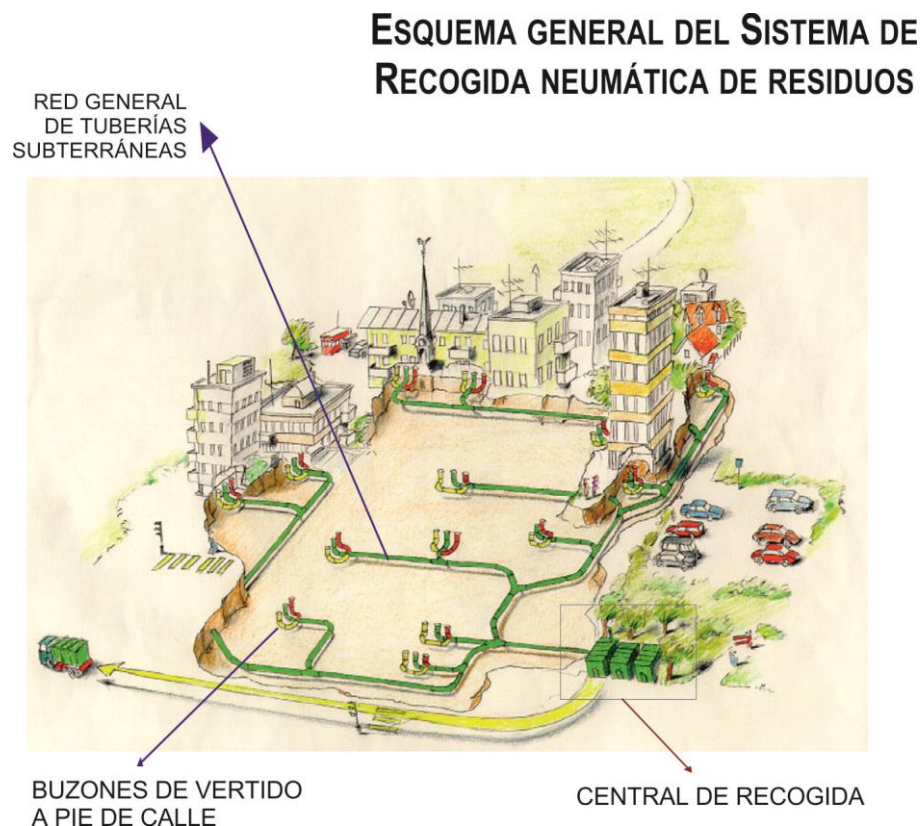 ESQUEMA GENERAL DEL SISTEMA DE
RECOGIDA NEUMÁTICA DE RESIDUOS
RED GENERAL
DE TUBERÍAS
SUBTERRÁNEAS
BUZONES DE VERTIDO
A PIE DE CALLE
CENTRAL DE RECOGIDA